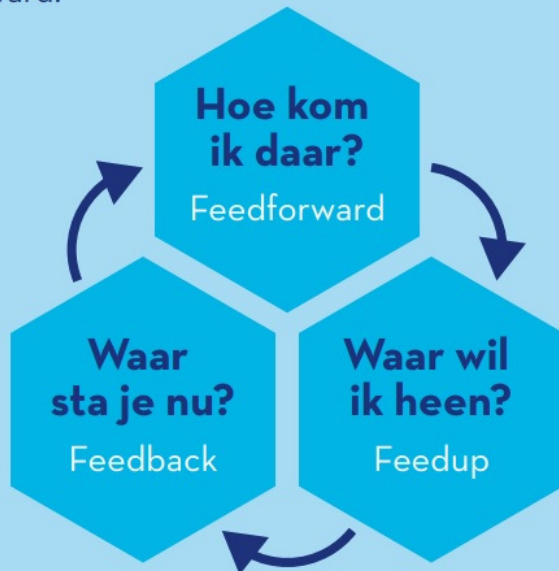 Hoe kom
ik daar?
Feedforward
Waar
sta je nu?
Feedback
Waar wil
ik heen?
Feedup